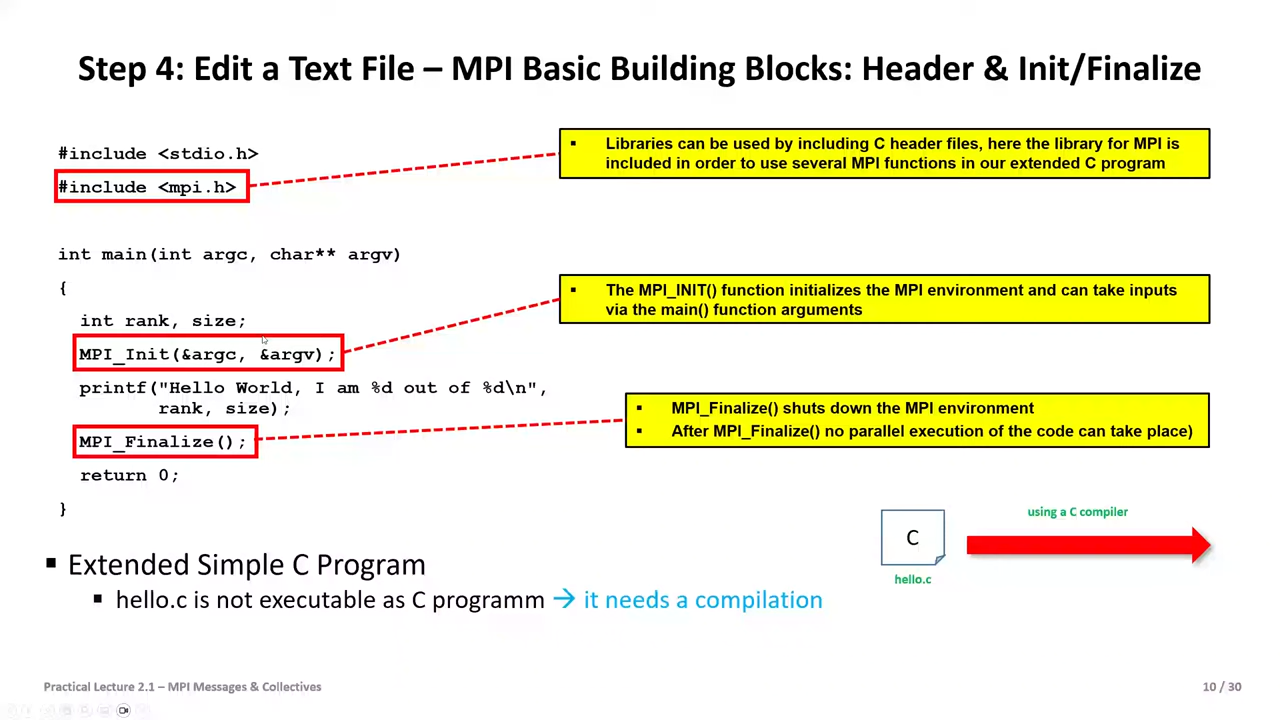 Step 4: Edit a Text File – MPI Basic Building Blocks: Header & Init/Finalize
#include <stdio.h>
#include <mpi.h>
▪ Libraries can be used by including C header files, here the library for MPI is
included in order to use several MPI functions in our extended C program
int main(int argc, char** argv)
{
int rank, size;
MPI_Init(&argc, &argv);
▪ The MPI_INIT() function initializes the MPI environment and can take inputs
via the main() function arguments
printf("Hello World, I am %d out of %d\n",
rank, size);
MPI_Finalize();
▪ MPI_Finalize() shuts down the MPI environment
▪ After MPI_Finalize() no parallel execution of the code can take place)
return 0;
}
C
hello.c
using a C compiler
▪ Extended Simple C Program
▪ hello.c is not executable as C programm → it needs a compilation
Practical Lecture 2.1 – MPI Messages & Collectives
10 / 30